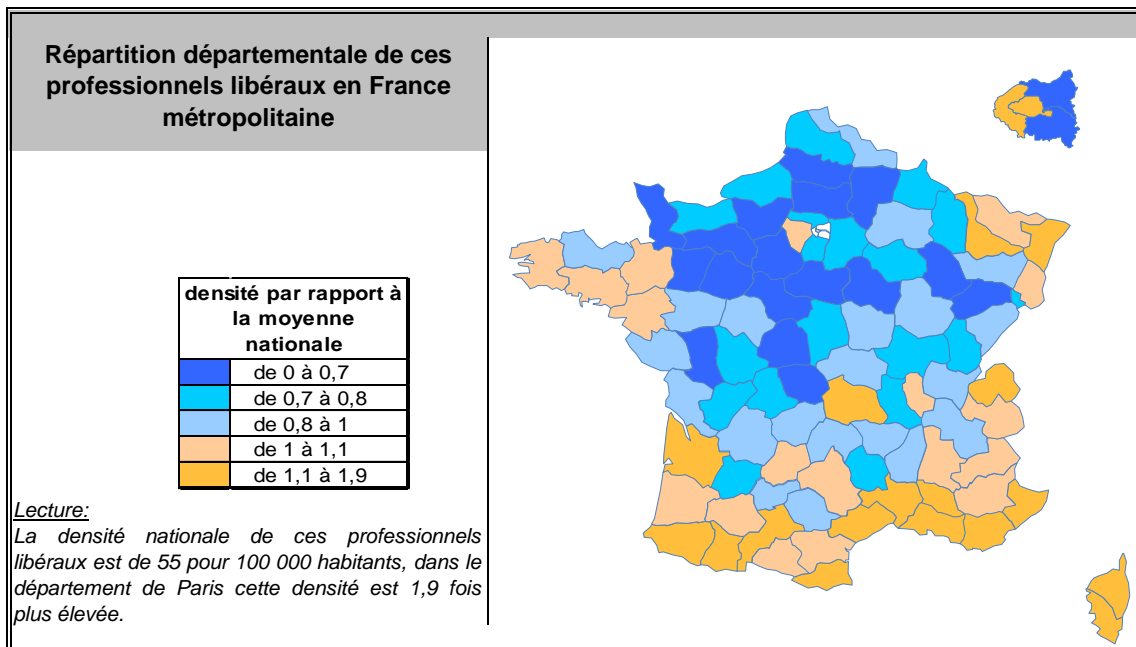 Répartition départementale de ces
professionnels libéraux en France
métropolitaine
densité par rapport à
la moyenne
nationale
de 0 à 0,7
de 0,7 à 0,8
de 0,8 à 1
de 1 à 1,1
de 1,1 à 1,9
Lecture:
La densité nationale de ces professionnels
libéraux est de 55 pour 100 000 habitants, dans le
département de Paris cette densité est 1,9 fois
plus élevée.